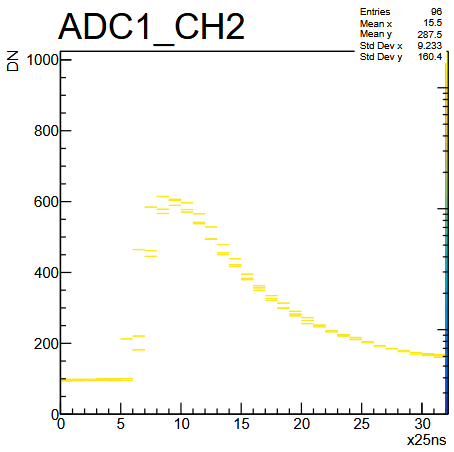 ADC1_CH2
Entries 96
Mean x 15.5
Mean y 287.5
Std Dev x 9.233
Std Dev y 160.4
DN
1000
800
600
400
200
0
0 5 10 15 20 25 30
x25ns